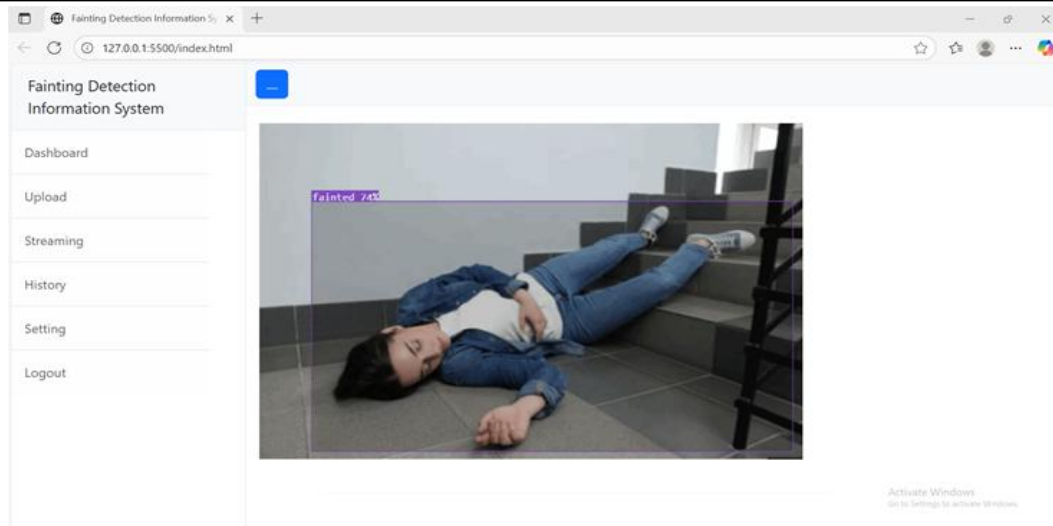 Fainting Detection Information Sy
127.0.0.1:5500/index.html
Fainting Detection
Information System
Dashboard
Upload
Streaming
History
Setting
Logout
fainted 74%
Activate Windows
Go to Settings to activate Windows.